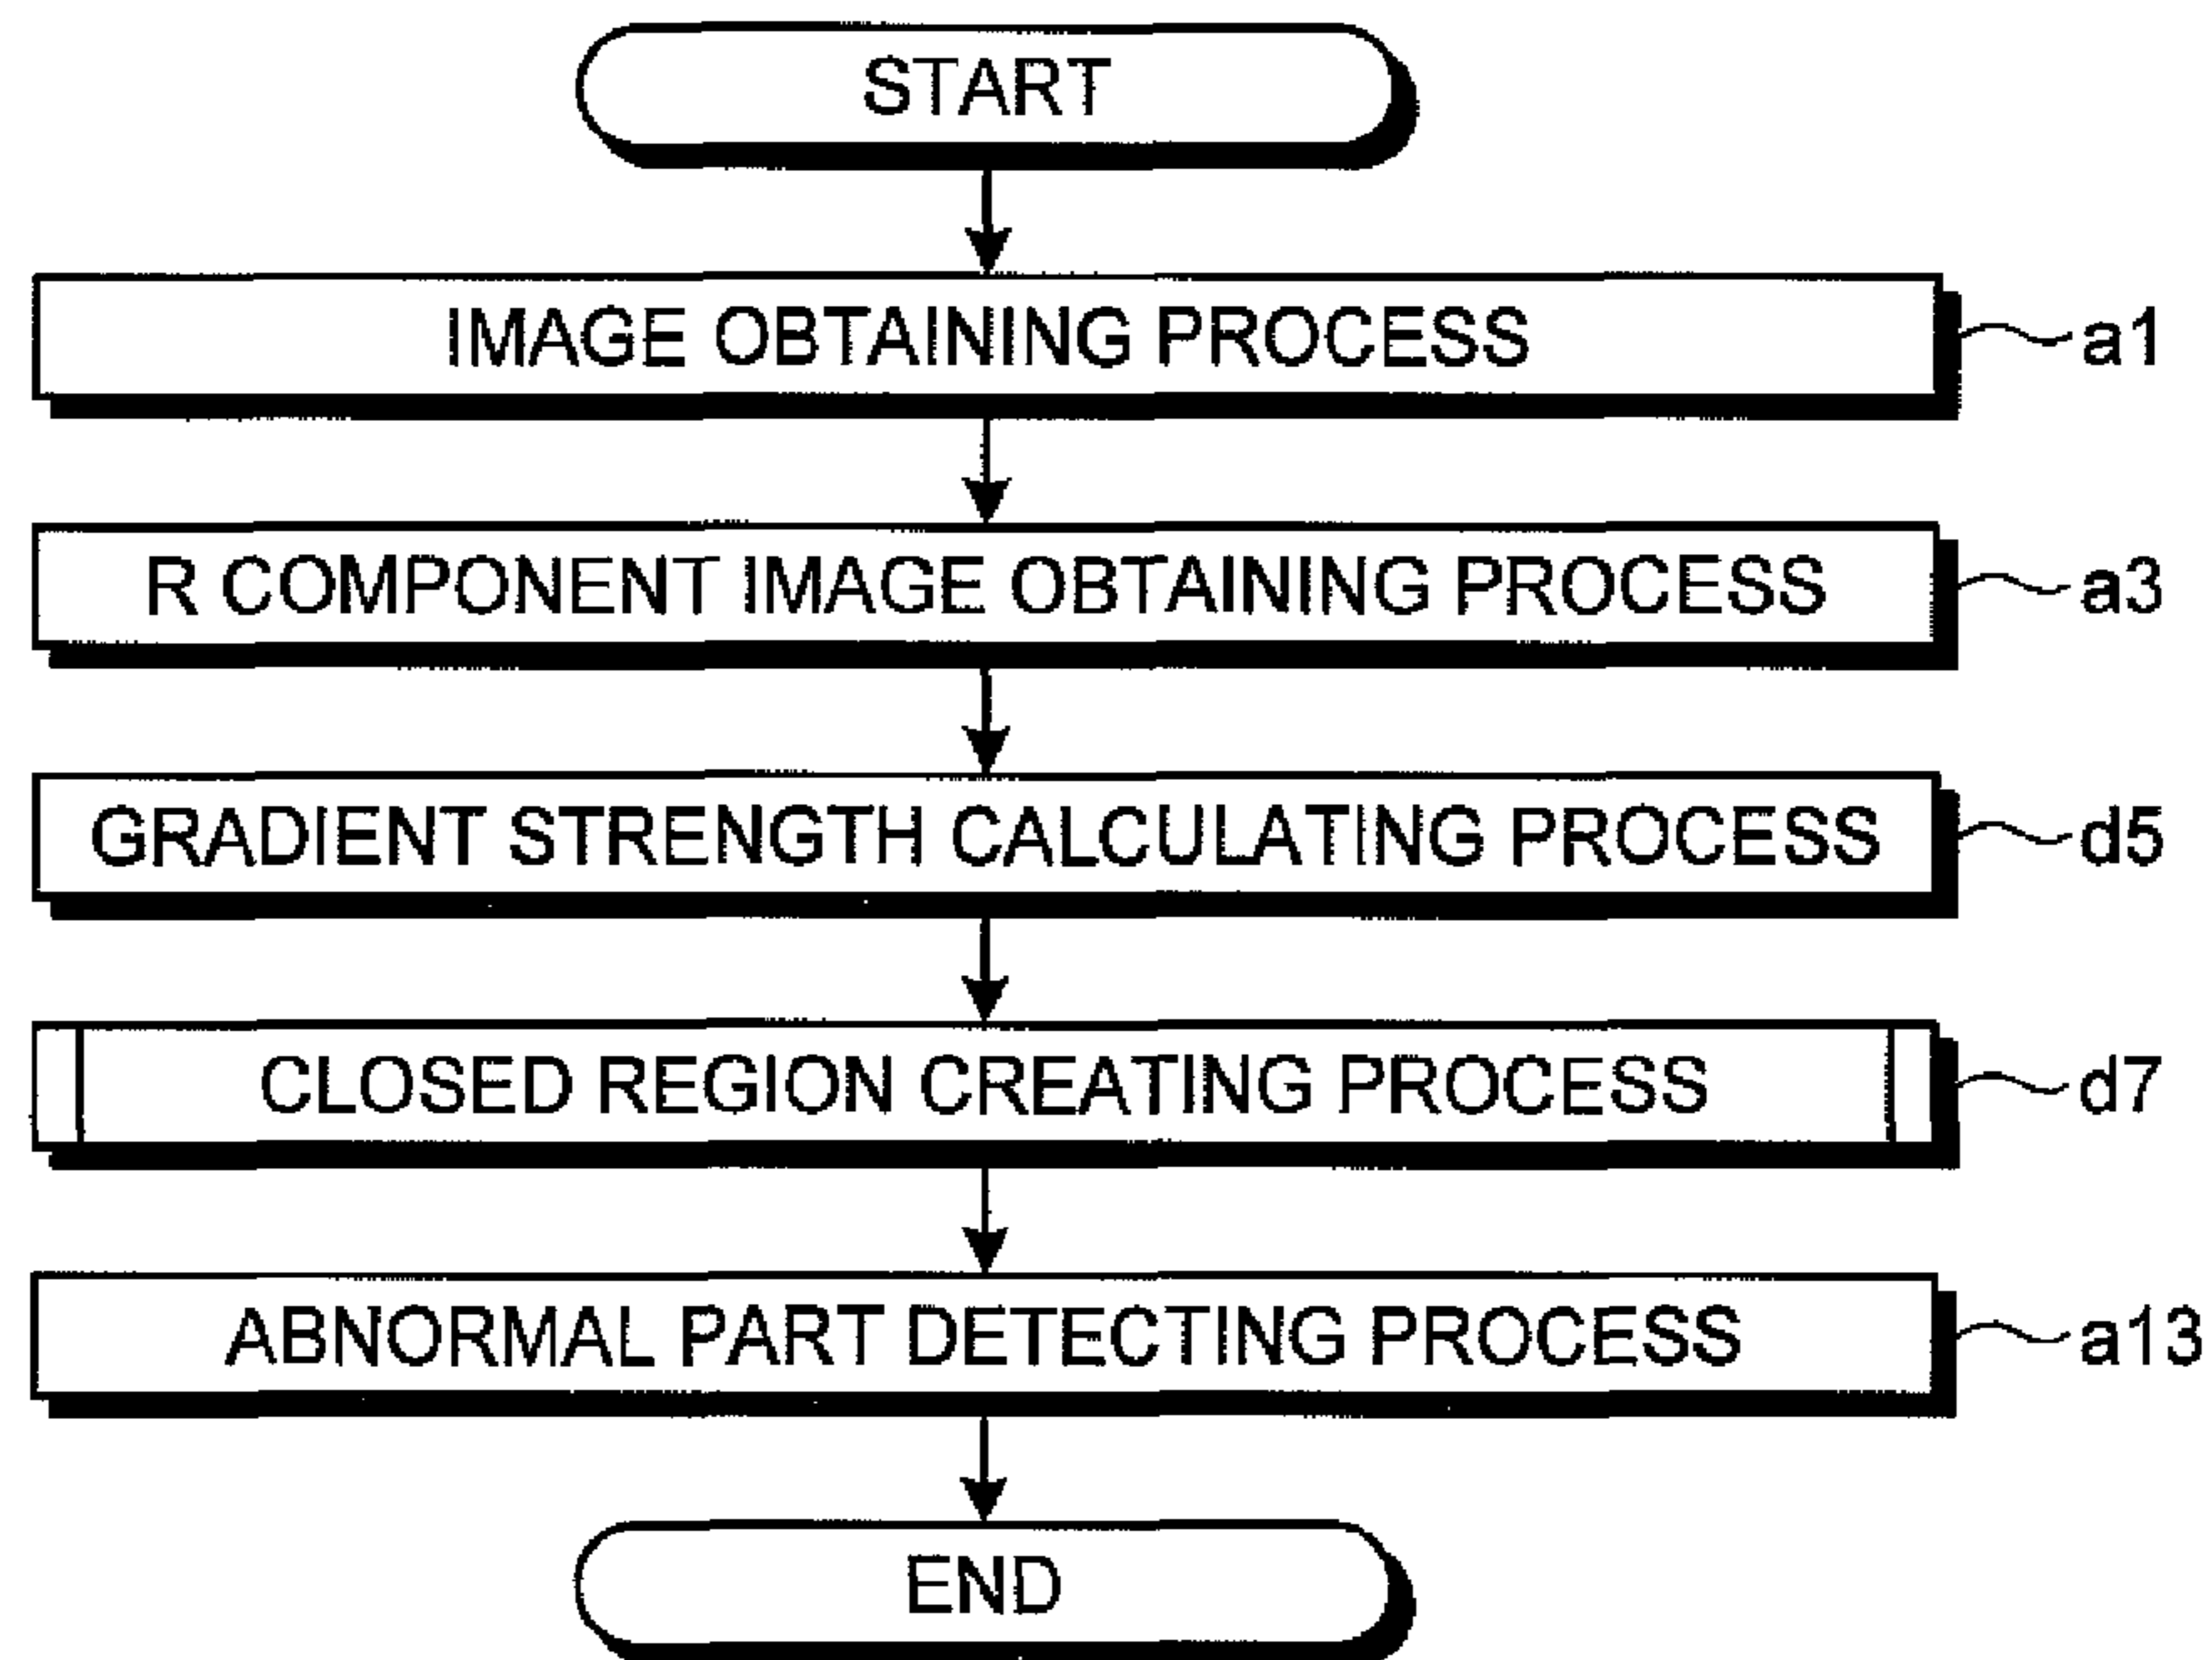 START
IMAGE OBTAINING PROCESS a1
R COMPONENT IMAGE OBTAINING PROCESS a3
GRADIENT STRENGTH CALCULATING PROCESS d5
CLOSED REGION CREATING PROCESS d7
ABNORMAL PART DETECTING PROCESS a13
END